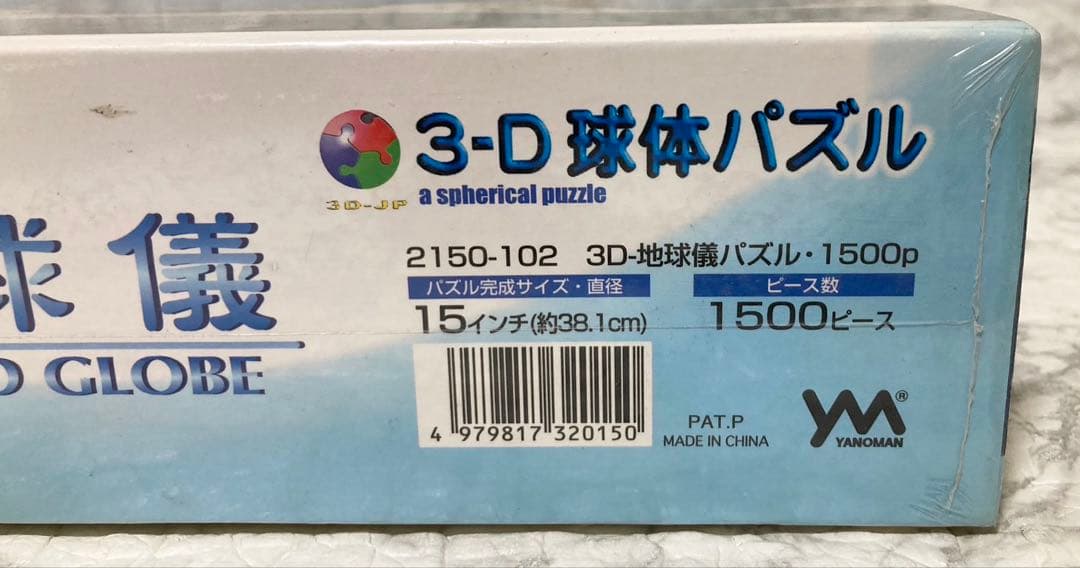 3-D 球体パズル
3D-JP a spherical puzzle
球儀
GLOBE
2150-102 3D-地球儀パズル・1500p
パズル完成サイズ・直径 ピース数
15インチ(約38.1cm) 1500ピース
4 979817 320150
PAT.P
MADE IN CHINA
YM®
YANOMAN